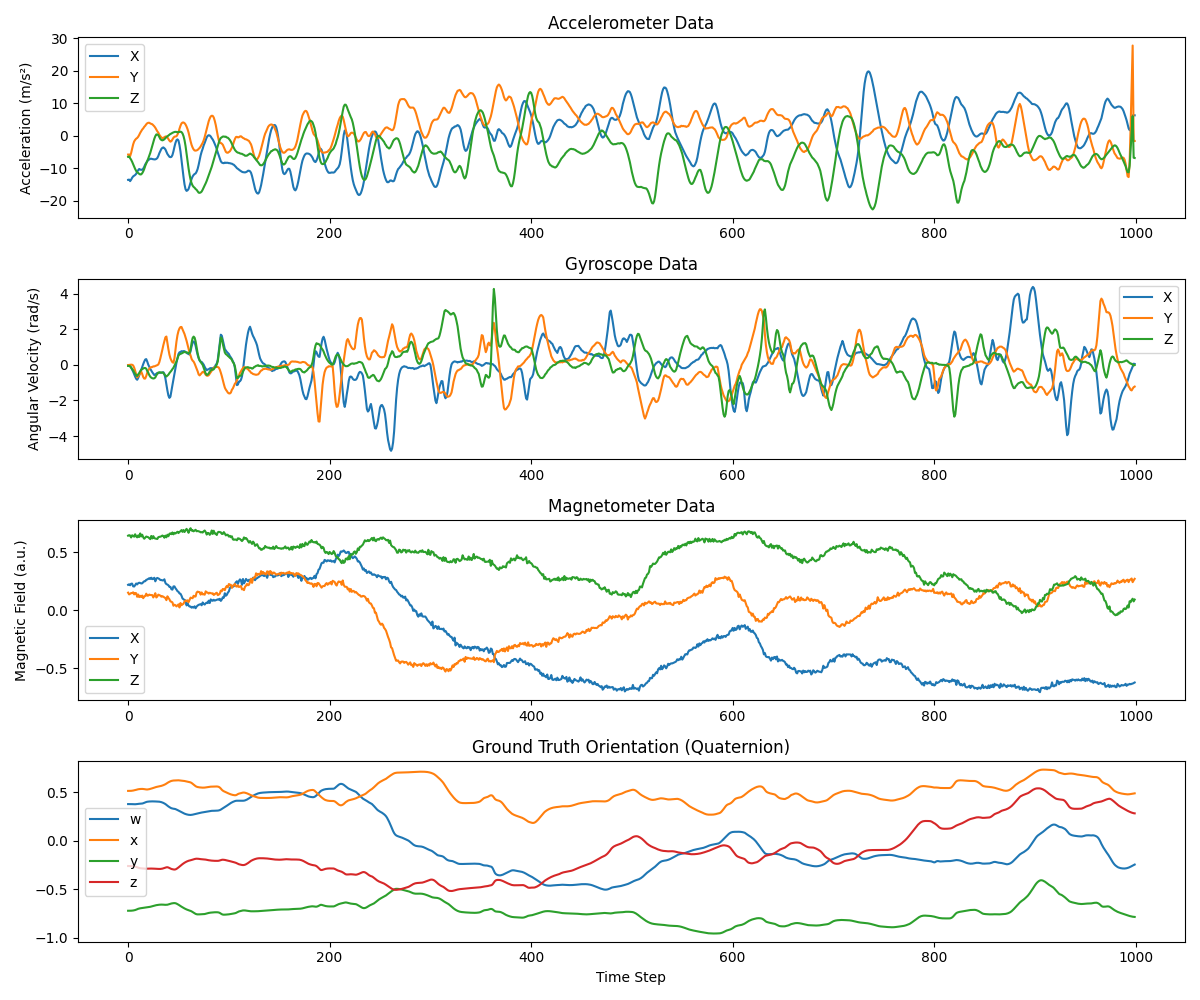 Accelerometer Data
Acceleration (m/s²)
30
20
10
0
−10
−20
X
Y
Z
0 200 400 600 800 1000
Gyroscope Data
Angular Velocity (rad/s)
4
2
0
−2
−4
X
Y
Z
0 200 400 600 800 1000
Magnetometer Data
Magnetic Field (a.u.)
0.5
0.0
−0.5
X
Y
Z
0 200 400 600 800 1000
Ground Truth Orientation (Quaternion)
0.5
0.0
−0.5
−1.0
w
x
y
z
0 200 400 600 800 1000
Time Step